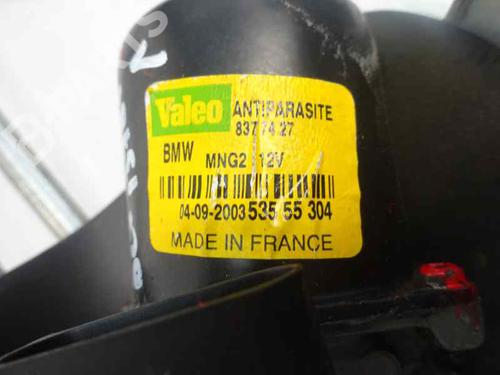 Valeo ANTIPARASITE
837 74 27
BMW MNG2 12V
04-09-2003 535 55 304
MADE IN FRANCE